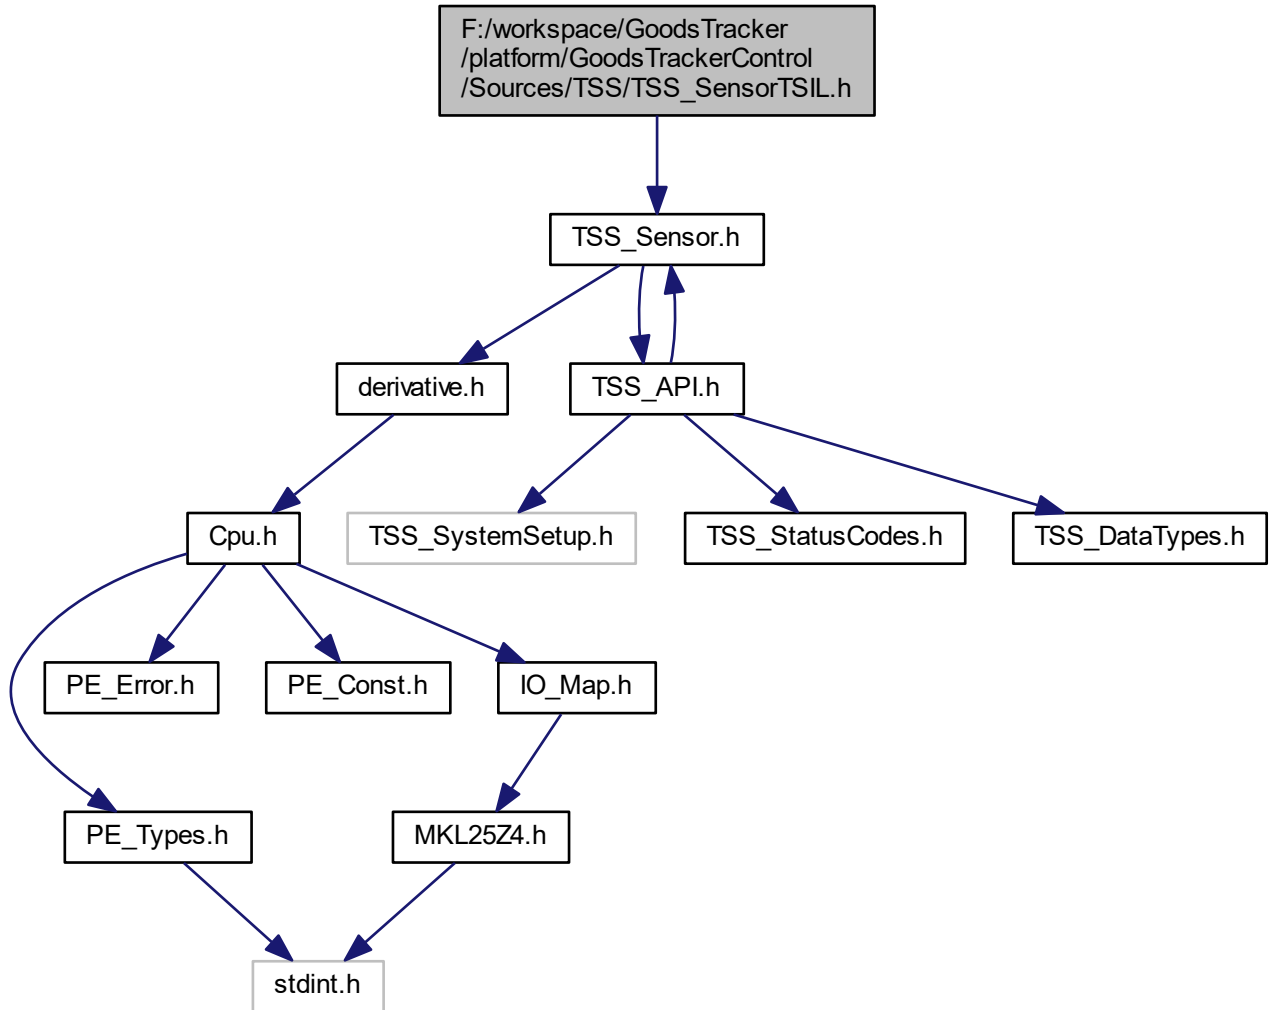 F:/workspace/GoodsTracker
/platform/GoodsTrackerControl
/Sources/TSS/TSS_SensorTSIL.h
TSS_Sensor.h
derivative.h
TSS_API.h
Cpu.h
TSS_SystemSetup.h
TSS_StatusCodes.h
TSS_DataTypes.h
PE_Error.h
PE_Const.h
IO_Map.h
PE_Types.h
MKL25Z4.h
stdint.h